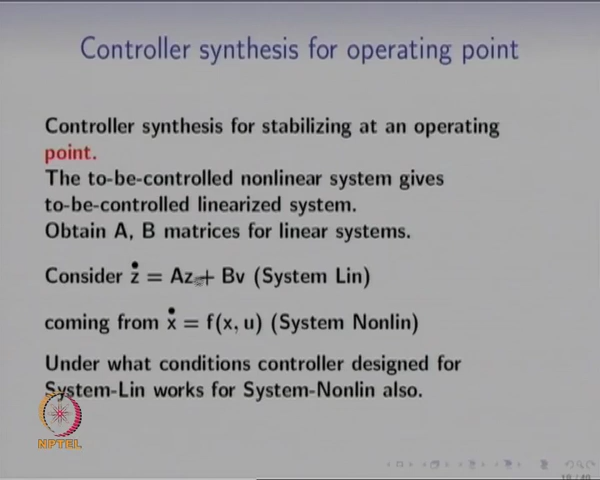 Controller synthesis for operating point
Controller synthesis for stabilizing at an operating
point.
The to-be-controlled nonlinear system gives
to-be-controlled linearized system.
Obtain A, B matrices for linear systems.
Consider ż = Az + Bv (System Lin)
coming from ẋ = f(x, u) (System Nonlin)
Under what conditions controller designed for
System-Lin works for System-Nonlin also.
NPTEL